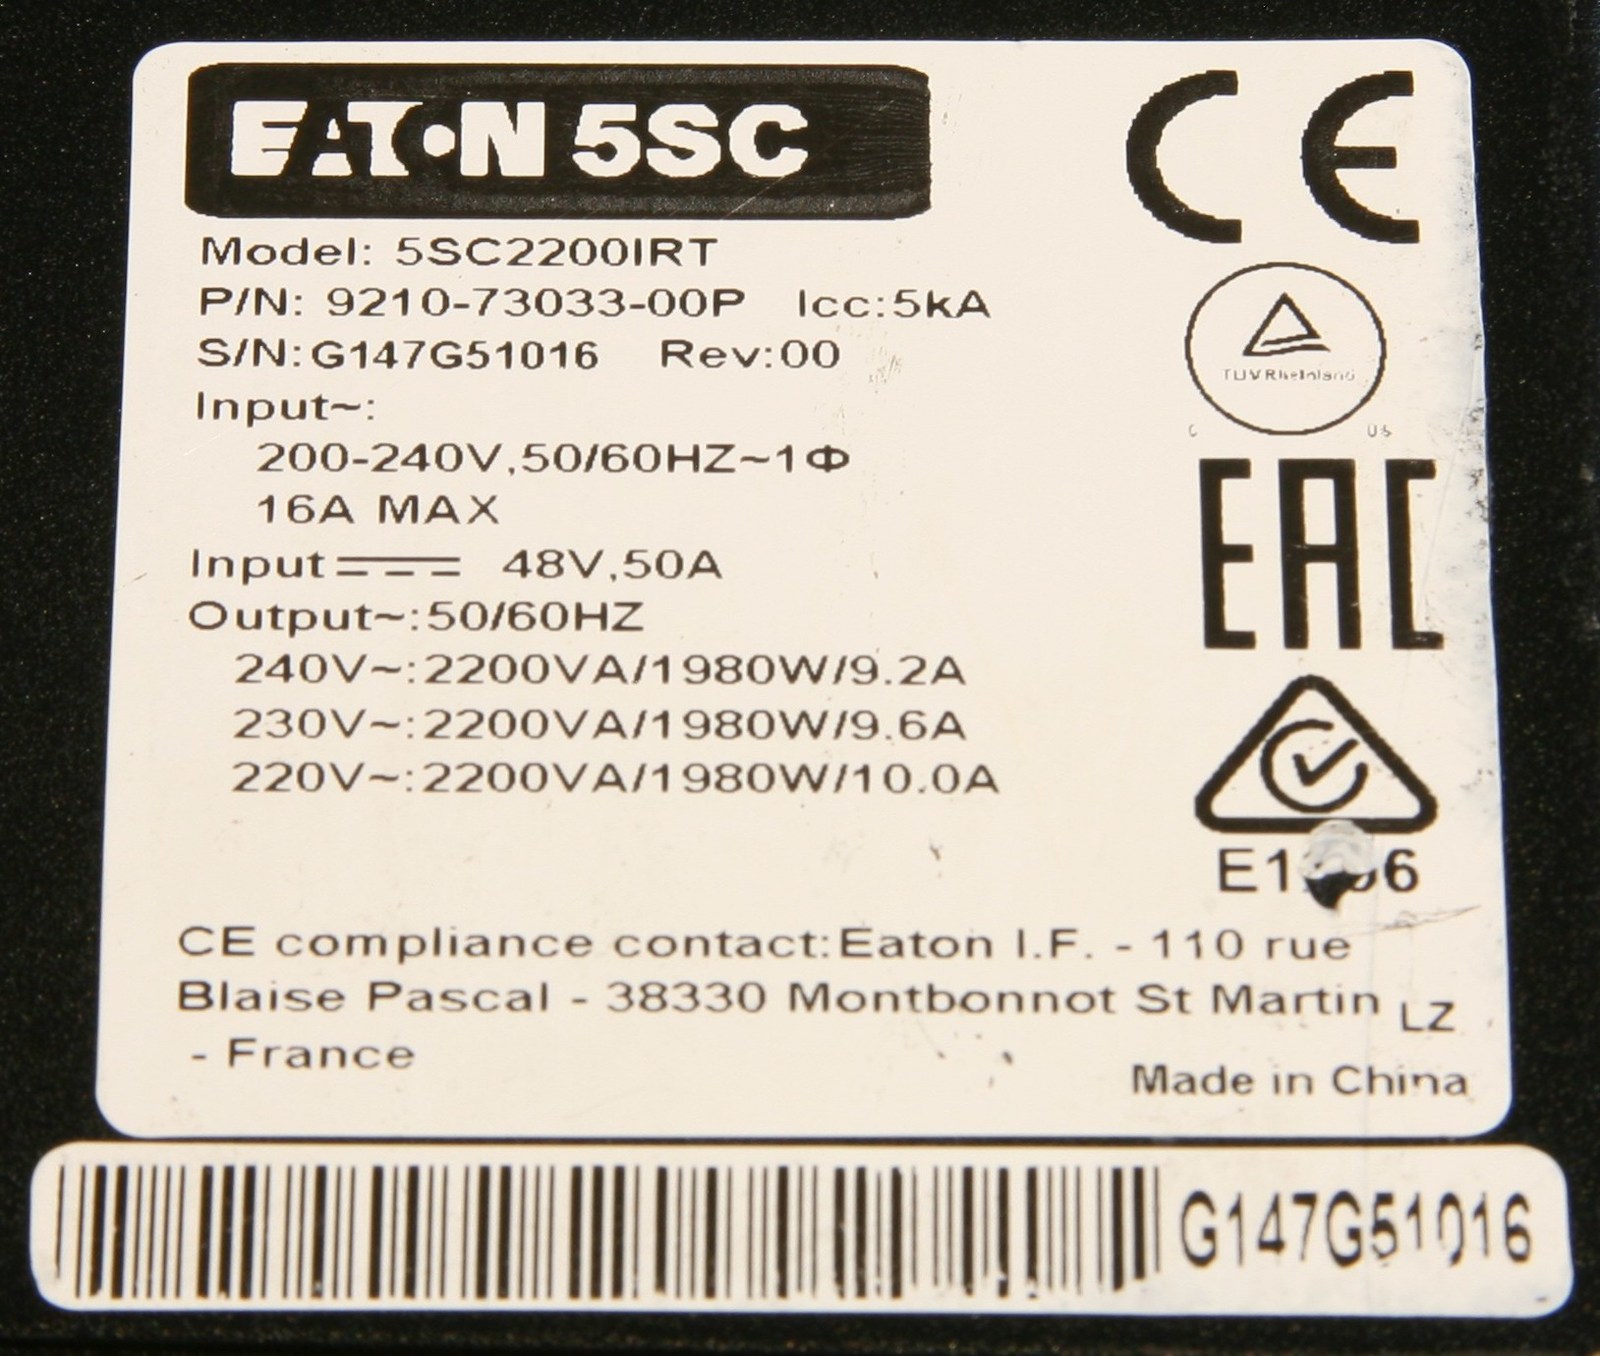 EATON 5SC
CE
Model: 5SC2200IRT
P/N: 9210-73033-00P Icc:5kA
S/N:G147G51016 Rev:00
TUVRheinland
C US
Input~:
200-240V,50/60HZ~1Φ
16A MAX
EAC
Input⎓ 48V,50A
Output~:50/60HZ
240V~:2200VA/1980W/9.2A
230V~:2200VA/1980W/9.6A
220V~:2200VA/1980W/10.0A
CE compliance contact:Eaton I.F. - 110 rue
Blaise Pascal - 38330 Montbonnot St Martin LZ
- France
Made in China
G147G51016